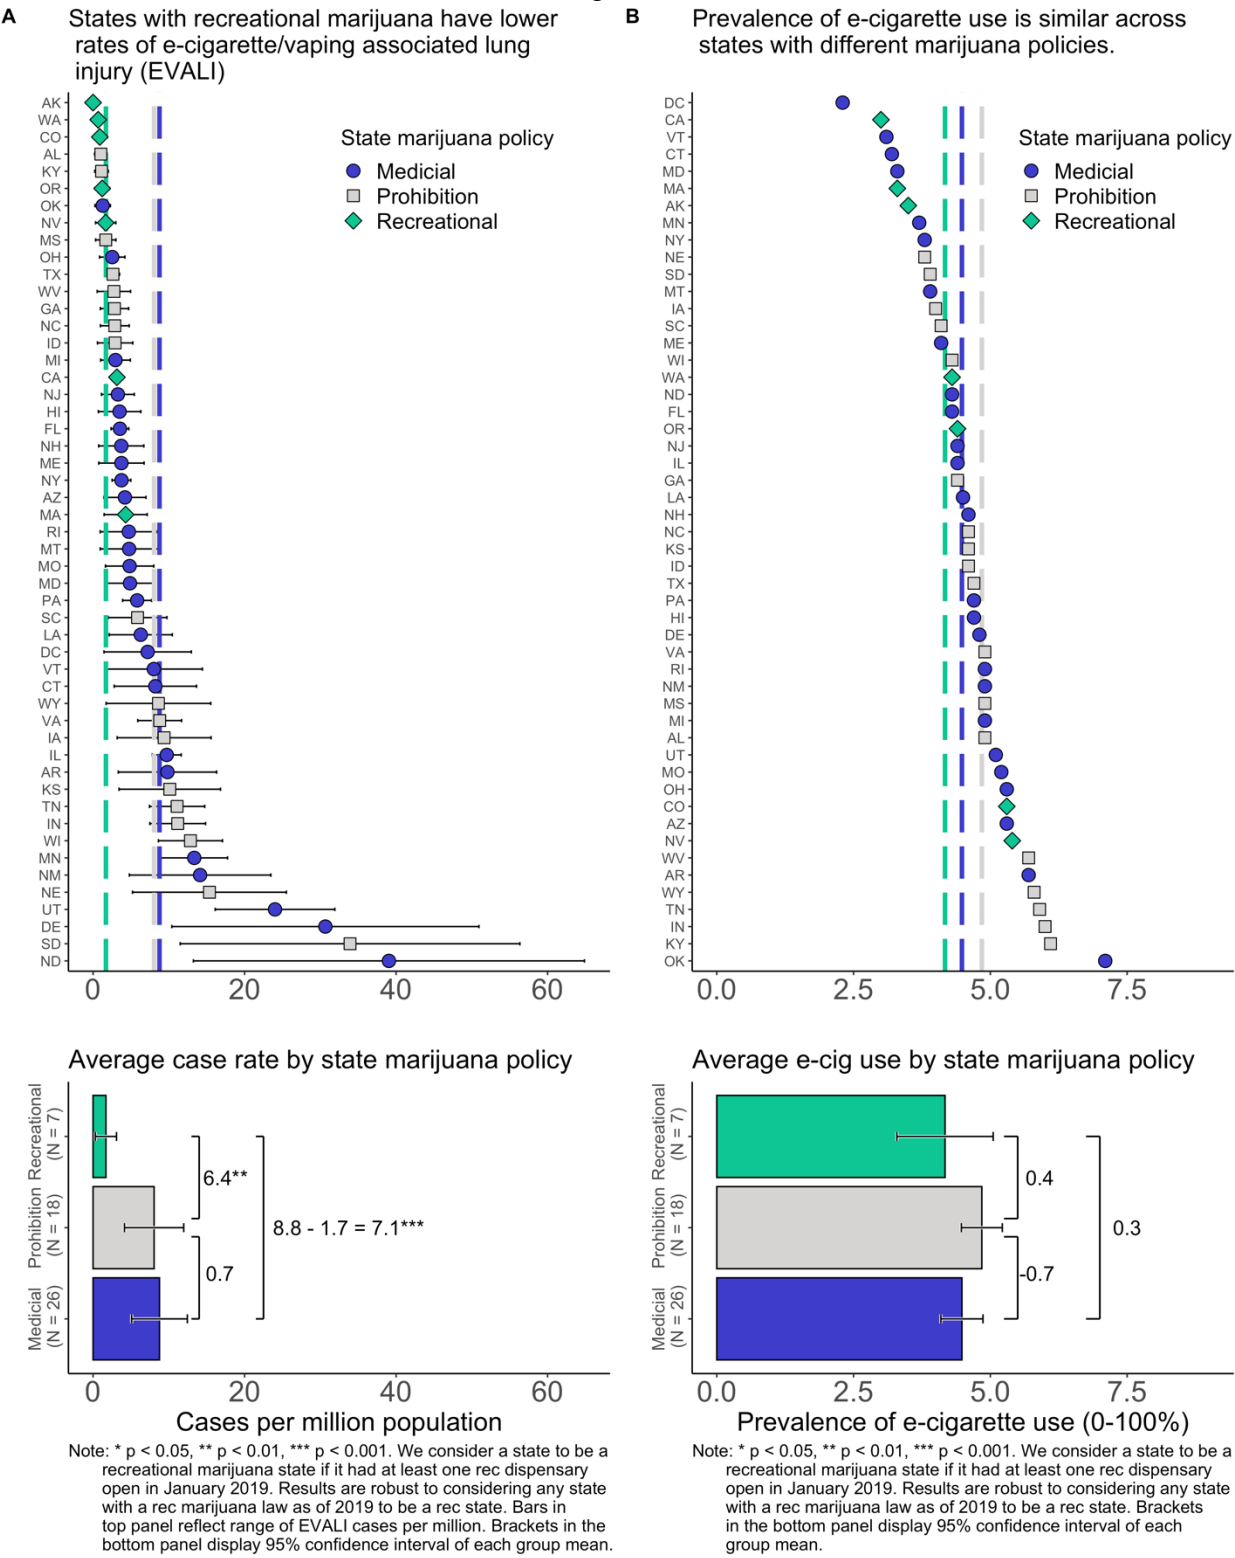 A
States with recreational marijuana have lower
rates of e-cigarette/vaping associated lung
injury (EVALI)
AK
WA
CO
AL
KY
OR
OK
NV
MS
OH
TX
WV
GA
NC
ID
MI
CA
NJ
HI
FL
NH
ME
NY
AZ
MA
RI
MT
MO
MD
PA
SC
LA
DC
VT
CT
WY
VA
IA
IL
AR
KS
TN
IN
WI
MN
NM
NE
UT
DE
SD
ND
State marijuana policy
Medicial
Prohibition
Recreational
0 20 40 60
B
Prevalence of e-cigarette use is similar across
states with different marijuana policies.
DC
CA
VT
CT
MD
MA
AK
MN
NY
NE
SD
MT
IA
SC
ME
WI
WA
ND
FL
OR
NJ
IL
GA
LA
NH
NC
KS
ID
TX
PA
HI
DE
VA
RI
NM
MS
MI
AL
UT
MO
OH
CO
AZ
NV
WV
AR
WY
TN
IN
KY
OK
State marijuana policy
Medicial
Prohibition
Recreational
0.0 2.5 5.0 7.5
Average case rate by state marijuana policy
Recreational
(N = 7)
Prohibition
(N = 18)
Medicial
(N = 26)
6.4**
8.8 - 1.7 = 7.1***
0.7
0 20 40 60
Cases per million population
Note: * p < 0.05, ** p < 0.01, *** p < 0.001. We consider a state to be a
recreational marijuana state if it had at least one rec dispensary
open in January 2019. Results are robust to considering any state
with a rec marijuana law as of 2019 to be a rec state. Bars in
top panel reflect range of EVALI cases per million. Brackets in the
bottom panel display 95% confidence interval of each group mean.
Average e-cig use by state marijuana policy
Recreational
(N = 7)
Prohibition
(N = 18)
Medicial
(N = 26)
0.4
0.3
-0.7
0.0 2.5 5.0 7.5
Prevalence of e-cigarette use (0-100%)
Note: * p < 0.05, ** p < 0.01, *** p < 0.001. We consider a state to be a
recreational marijuana state if it had at least one rec dispensary
open in January 2019. Results are robust to considering any state
with a rec marijuana law as of 2019 to be a rec state. Brackets
in the bottom panel display 95% confidence interval of each
group mean.